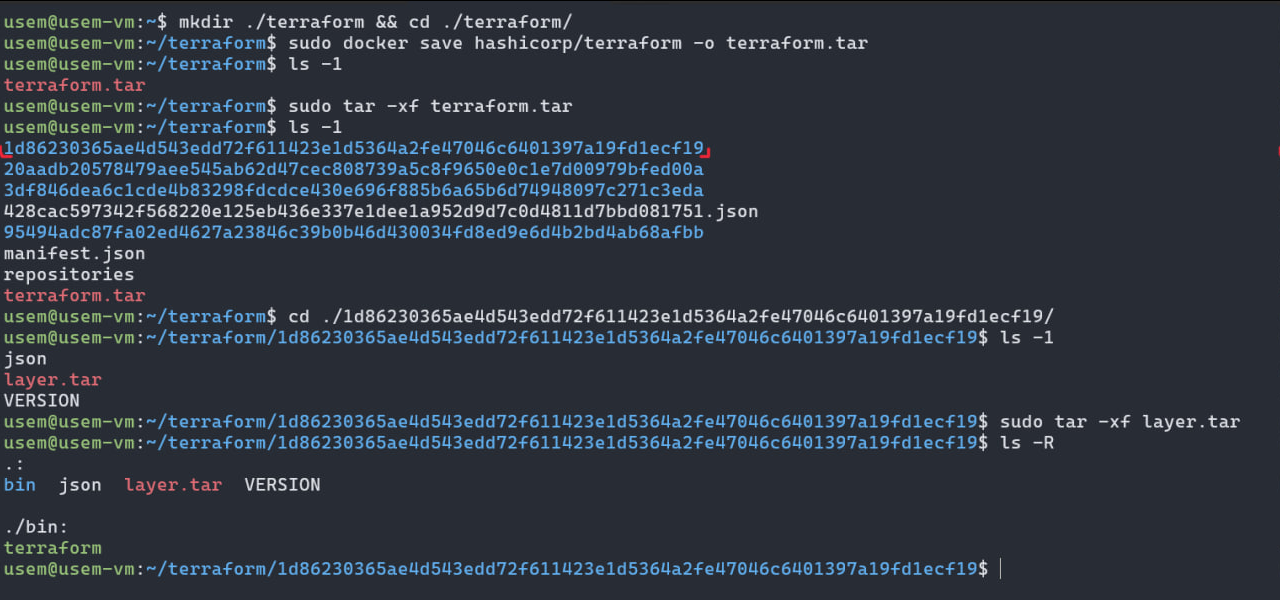 usem@usem-vm:~$ mkdir ./terraform && cd ./terraform/
usem@usem-vm:~/terraform$ sudo docker save hashicorp/terraform -o terraform.tar
usem@usem-vm:~/terraform$ ls -1
terraform.tar
usem@usem-vm:~/terraform$ sudo tar -xf terraform.tar
usem@usem-vm:~/terraform$ ls -1
1d86230365ae4d543edd72f611423e1d5364a2fe47046c6401397a19fd1ecf19
20aadb20578479aee545ab62d47cec808739a5c8f9650e0c1e7d00979bfed00a
3df846dea6c1cde4b83298fdcdce430e696f885b6a65b6d74948097c271c3eda
428cac597342f568220e125eb436e337e1dee1a952d9d7c0d4811d7bbd081751.json
95494adc87fa02ed4627a23846c39b0b46d430034fd8ed9e6d4b2bd4ab68afbb
manifest.json
repositories
terraform.tar
usem@usem-vm:~/terraform$ cd ./1d86230365ae4d543edd72f611423e1d5364a2fe47046c6401397a19fd1ecf19/
usem@usem-vm:~/terraform/1d86230365ae4d543edd72f611423e1d5364a2fe47046c6401397a19fd1ecf19$ ls -1
json
layer.tar
VERSION
usem@usem-vm:~/terraform/1d86230365ae4d543edd72f611423e1d5364a2fe47046c6401397a19fd1ecf19$ sudo tar -xf layer.tar
usem@usem-vm:~/terraform/1d86230365ae4d543edd72f611423e1d5364a2fe47046c6401397a19fd1ecf19$ ls -R
.:
bin  json  layer.tar  VERSION

./bin:
terraform
usem@usem-vm:~/terraform/1d86230365ae4d543edd72f611423e1d5364a2fe47046c6401397a19fd1ecf19$